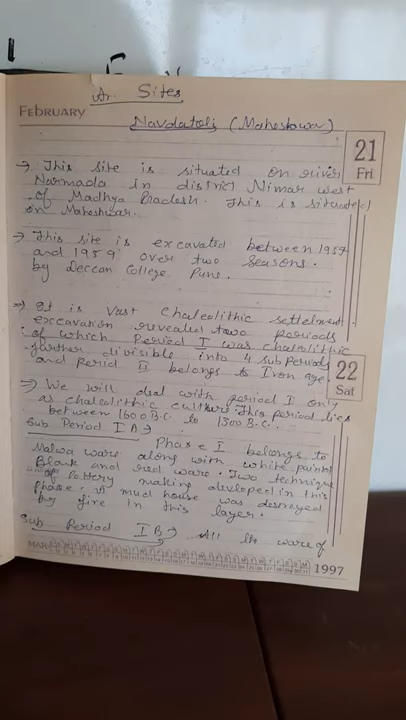 Ar. Sites
FEBRUARY
Navdatoli (Maheshwar)
21
Fri
→ This site is situated on river
Narmada in district Nimar west
of Madhya Pradesh. This is situated
on Maheshwar.
→ This site is excavated between 1957
and 1959 over two seasons.
by Deccan College Pune.
→ It is Vast Chalcolithic settlement
excavation revealed two periods
of which Period I was chalcolithic
further divisible into 4 sub Periods
and period II belongs to Iron age.
22
Sat
→ We will deal with period I only
as chalcolithic culture. This period lies
between 1600 B.C. to 1300 B.C..
Sub Period I A →
Phase I belongs to
Malwa ware along with white painted
Black and red ware. Two technique
of Pottery making developed in this
Phase. A mud house was destroyed
by fire in this layer.
Sub Period I B → All the ware of
MAR
1997